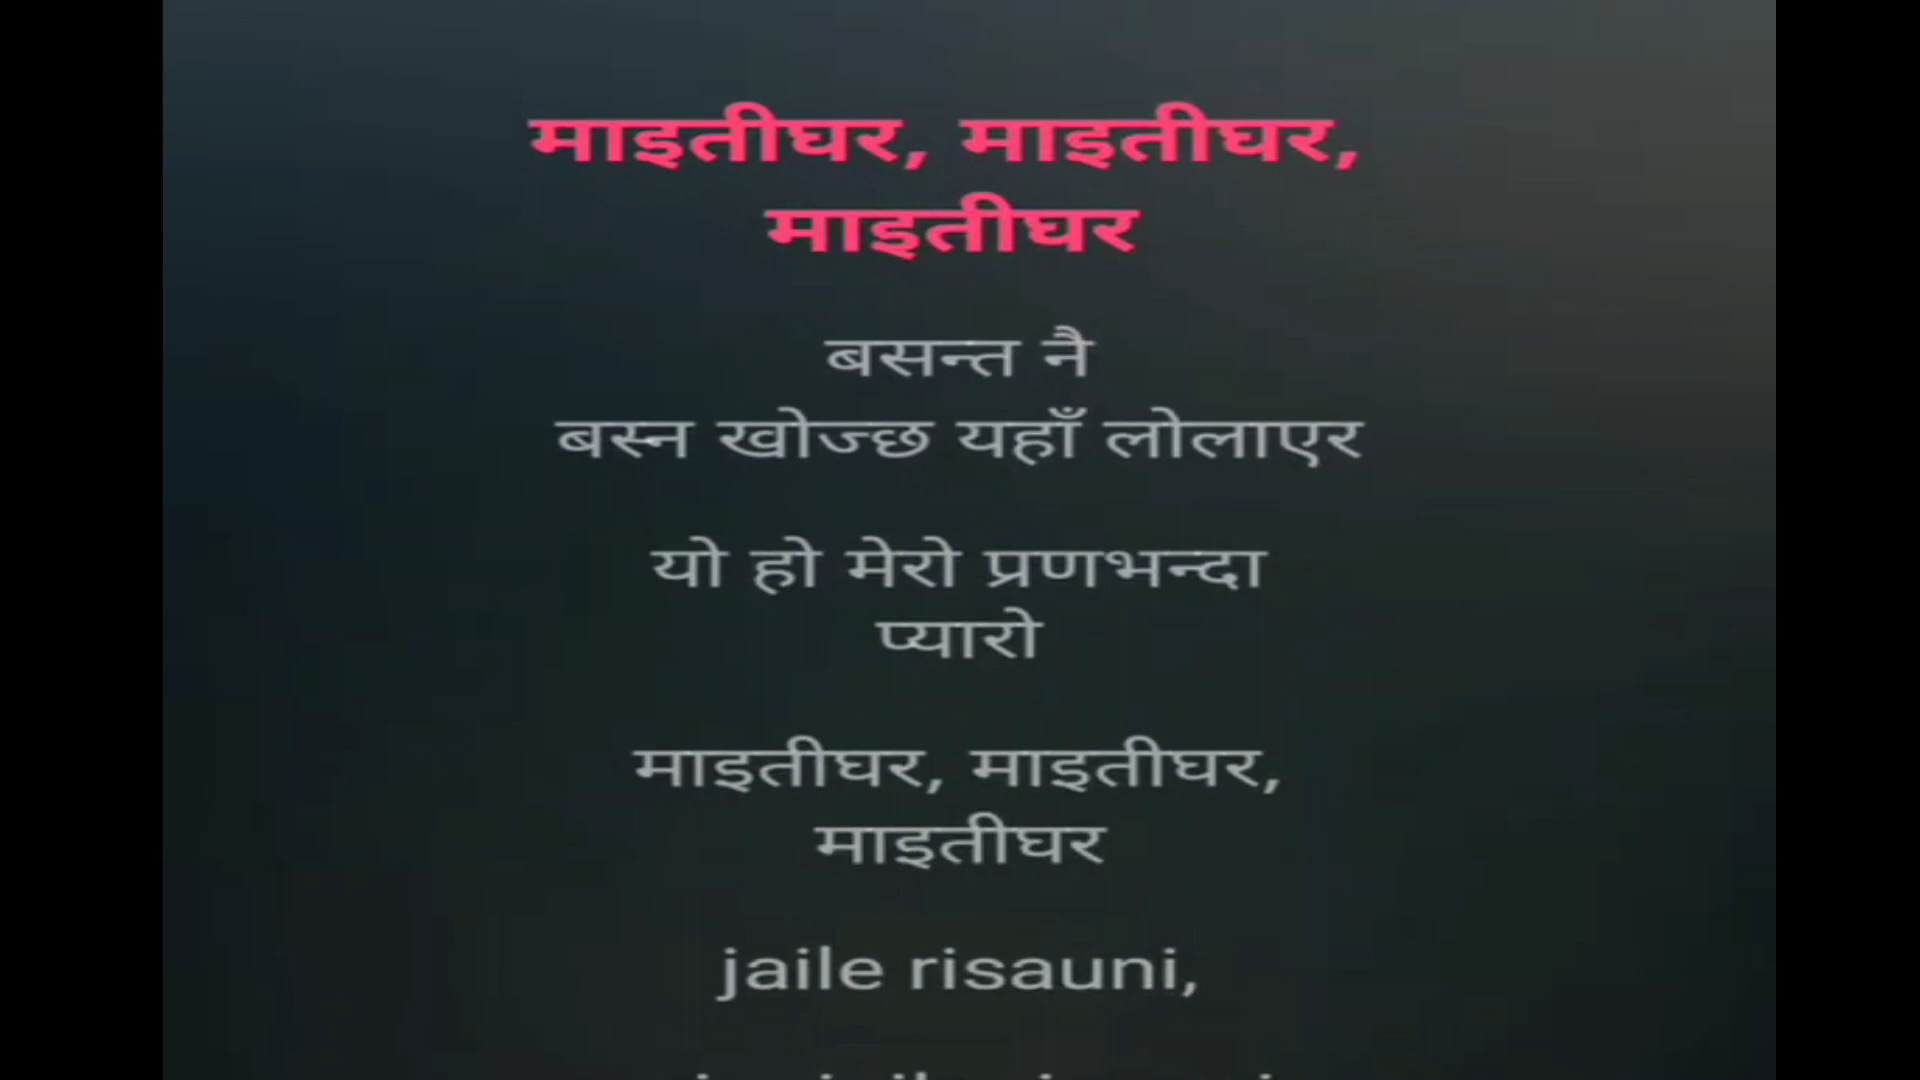 माइतीघर, माइतीघर,
माइतीघर
बसन्त नै
बस्न खोज्छ यहाँ लोलाएर
यो हो मेरो प्रणभन्दा
प्यारो
माइतीघर, माइतीघर,
माइतीघर
jaile risauni,